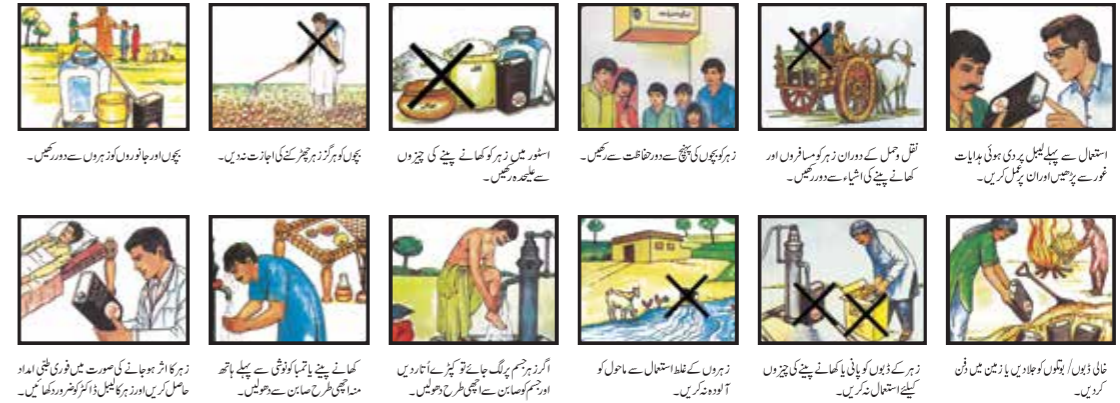 استعمال سے پہلے لیبل پر دی ہوئی ہدایات
غور سے پڑھیں اور ان پر عمل کریں۔
نقل و حمل کے دوران زہر کو مسافروں اور
کھانے پینے کی اشیاء سے دور رکھیں۔
زہر کو بچوں کی پہنچ سے دور حفاظت سے رکھیں۔
اسٹور میں زہر کو کھانے پینے کی چیزوں
سے علیحدہ رکھیں۔
بچوں کو ہرگز زہر چھڑکنے کی اجازت نہ دیں۔
بچوں اور جانوروں کو زہروں سے دور رکھیں۔
خالی ڈبوں/ بوتلوں کو جلا دیں یا زمین میں دفن
کر دیں۔
زہر کے ڈبوں کو پانی یا کھانے پینے کی چیزوں
کیلئے استعمال نہ کریں۔
زہروں کے غلط استعمال سے ماحول کو
آلودہ نہ کریں۔
اگر زہر جسم پر لگ جائے تو کپڑے اُتار دیں
اور جسم کو صابن سے اچھی طرح دھولیں۔
کھانے پینے یا تمباکو نوشی سے پہلے ہاتھ
منہ اچھی طرح صابن سے دھولیں۔
زہر کا اثر ہو جانے کی صورت میں فوری طبّی امداد
حاصل کریں اور زہر کا لیبل ڈاکٹر کو ضرور دکھائیں۔